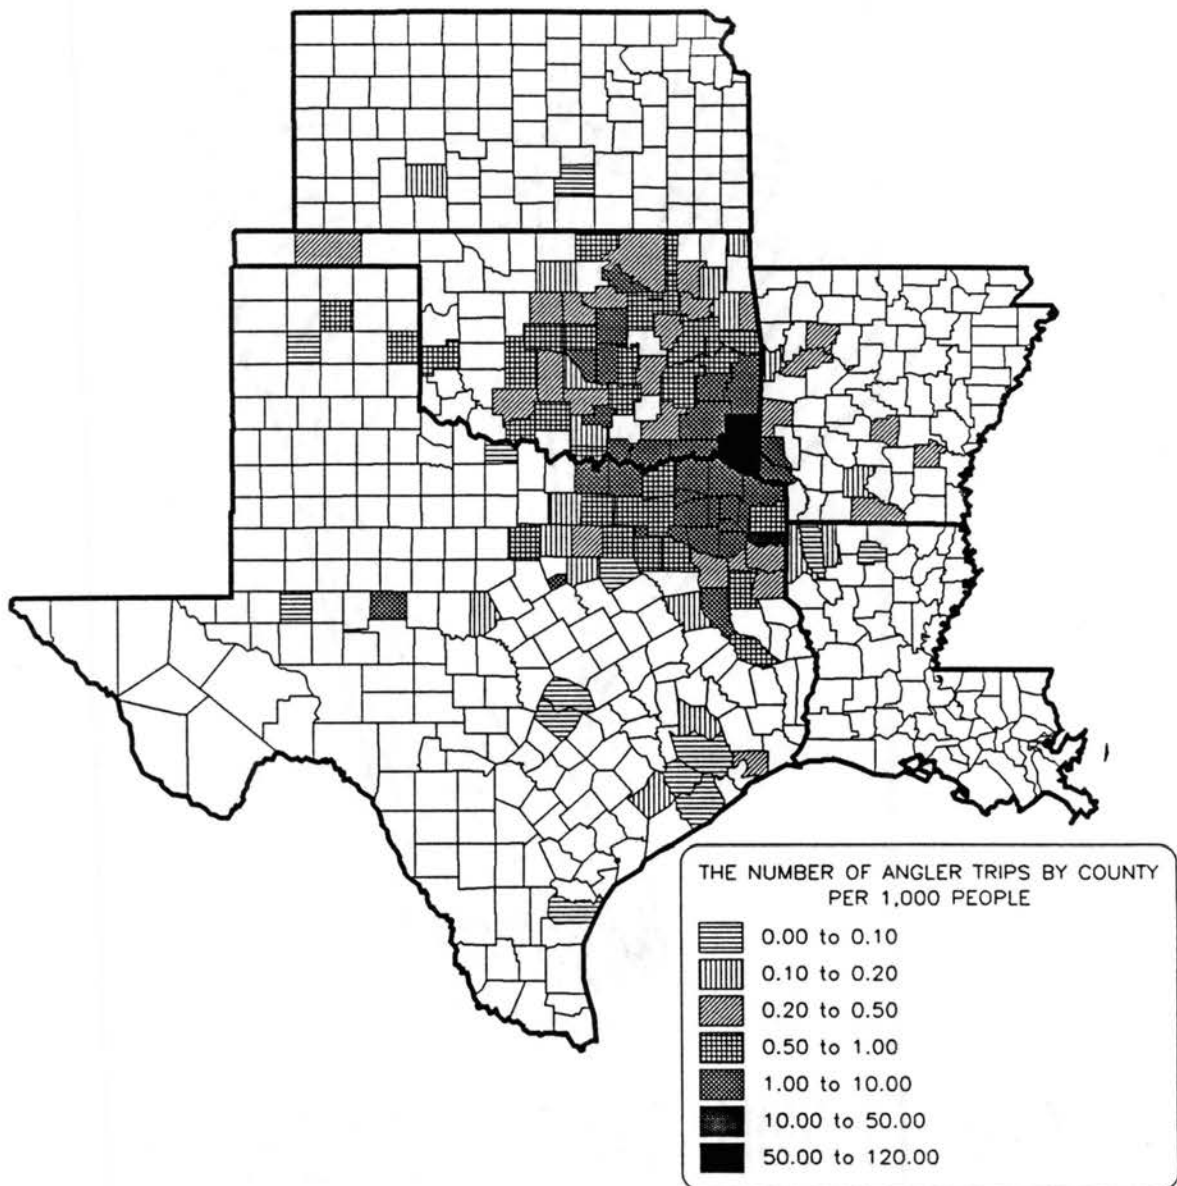 THE NUMBER OF ANGLER TRIPS BY COUNTY
PER 1,000 PEOPLE
0.00 to 0.10
0.10 to 0.20
0.20 to 0.50
0.50 to 1.00
1.00 to 10.00
10.00 to 50.00
50.00 to 120.00